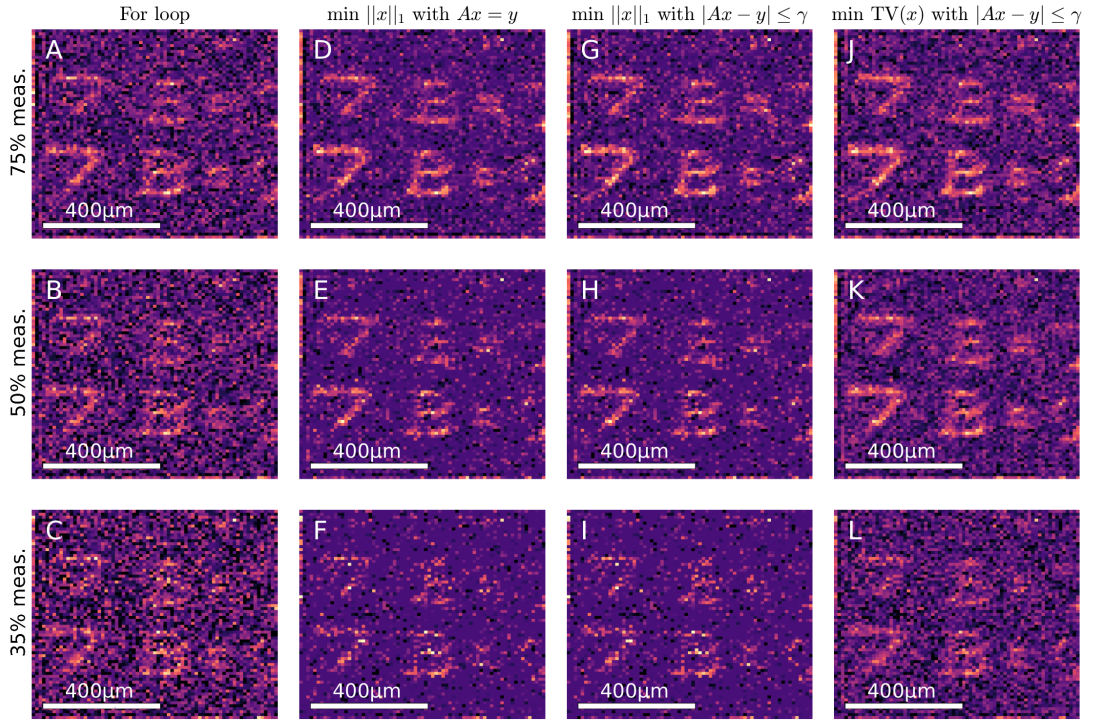 For loop
min ||x||₁ with Ax = y
min ||x||₁ with |Ax − y| ≤ γ
min TV(x) with |Ax − y| ≤ γ
75% meas.
A
D
G
J
400µm
400µm
400µm
400µm
50% meas.
B
E
H
K
400µm
400µm
400µm
400µm
35% meas.
C
F
I
L
400µm
400µm
400µm
400µm